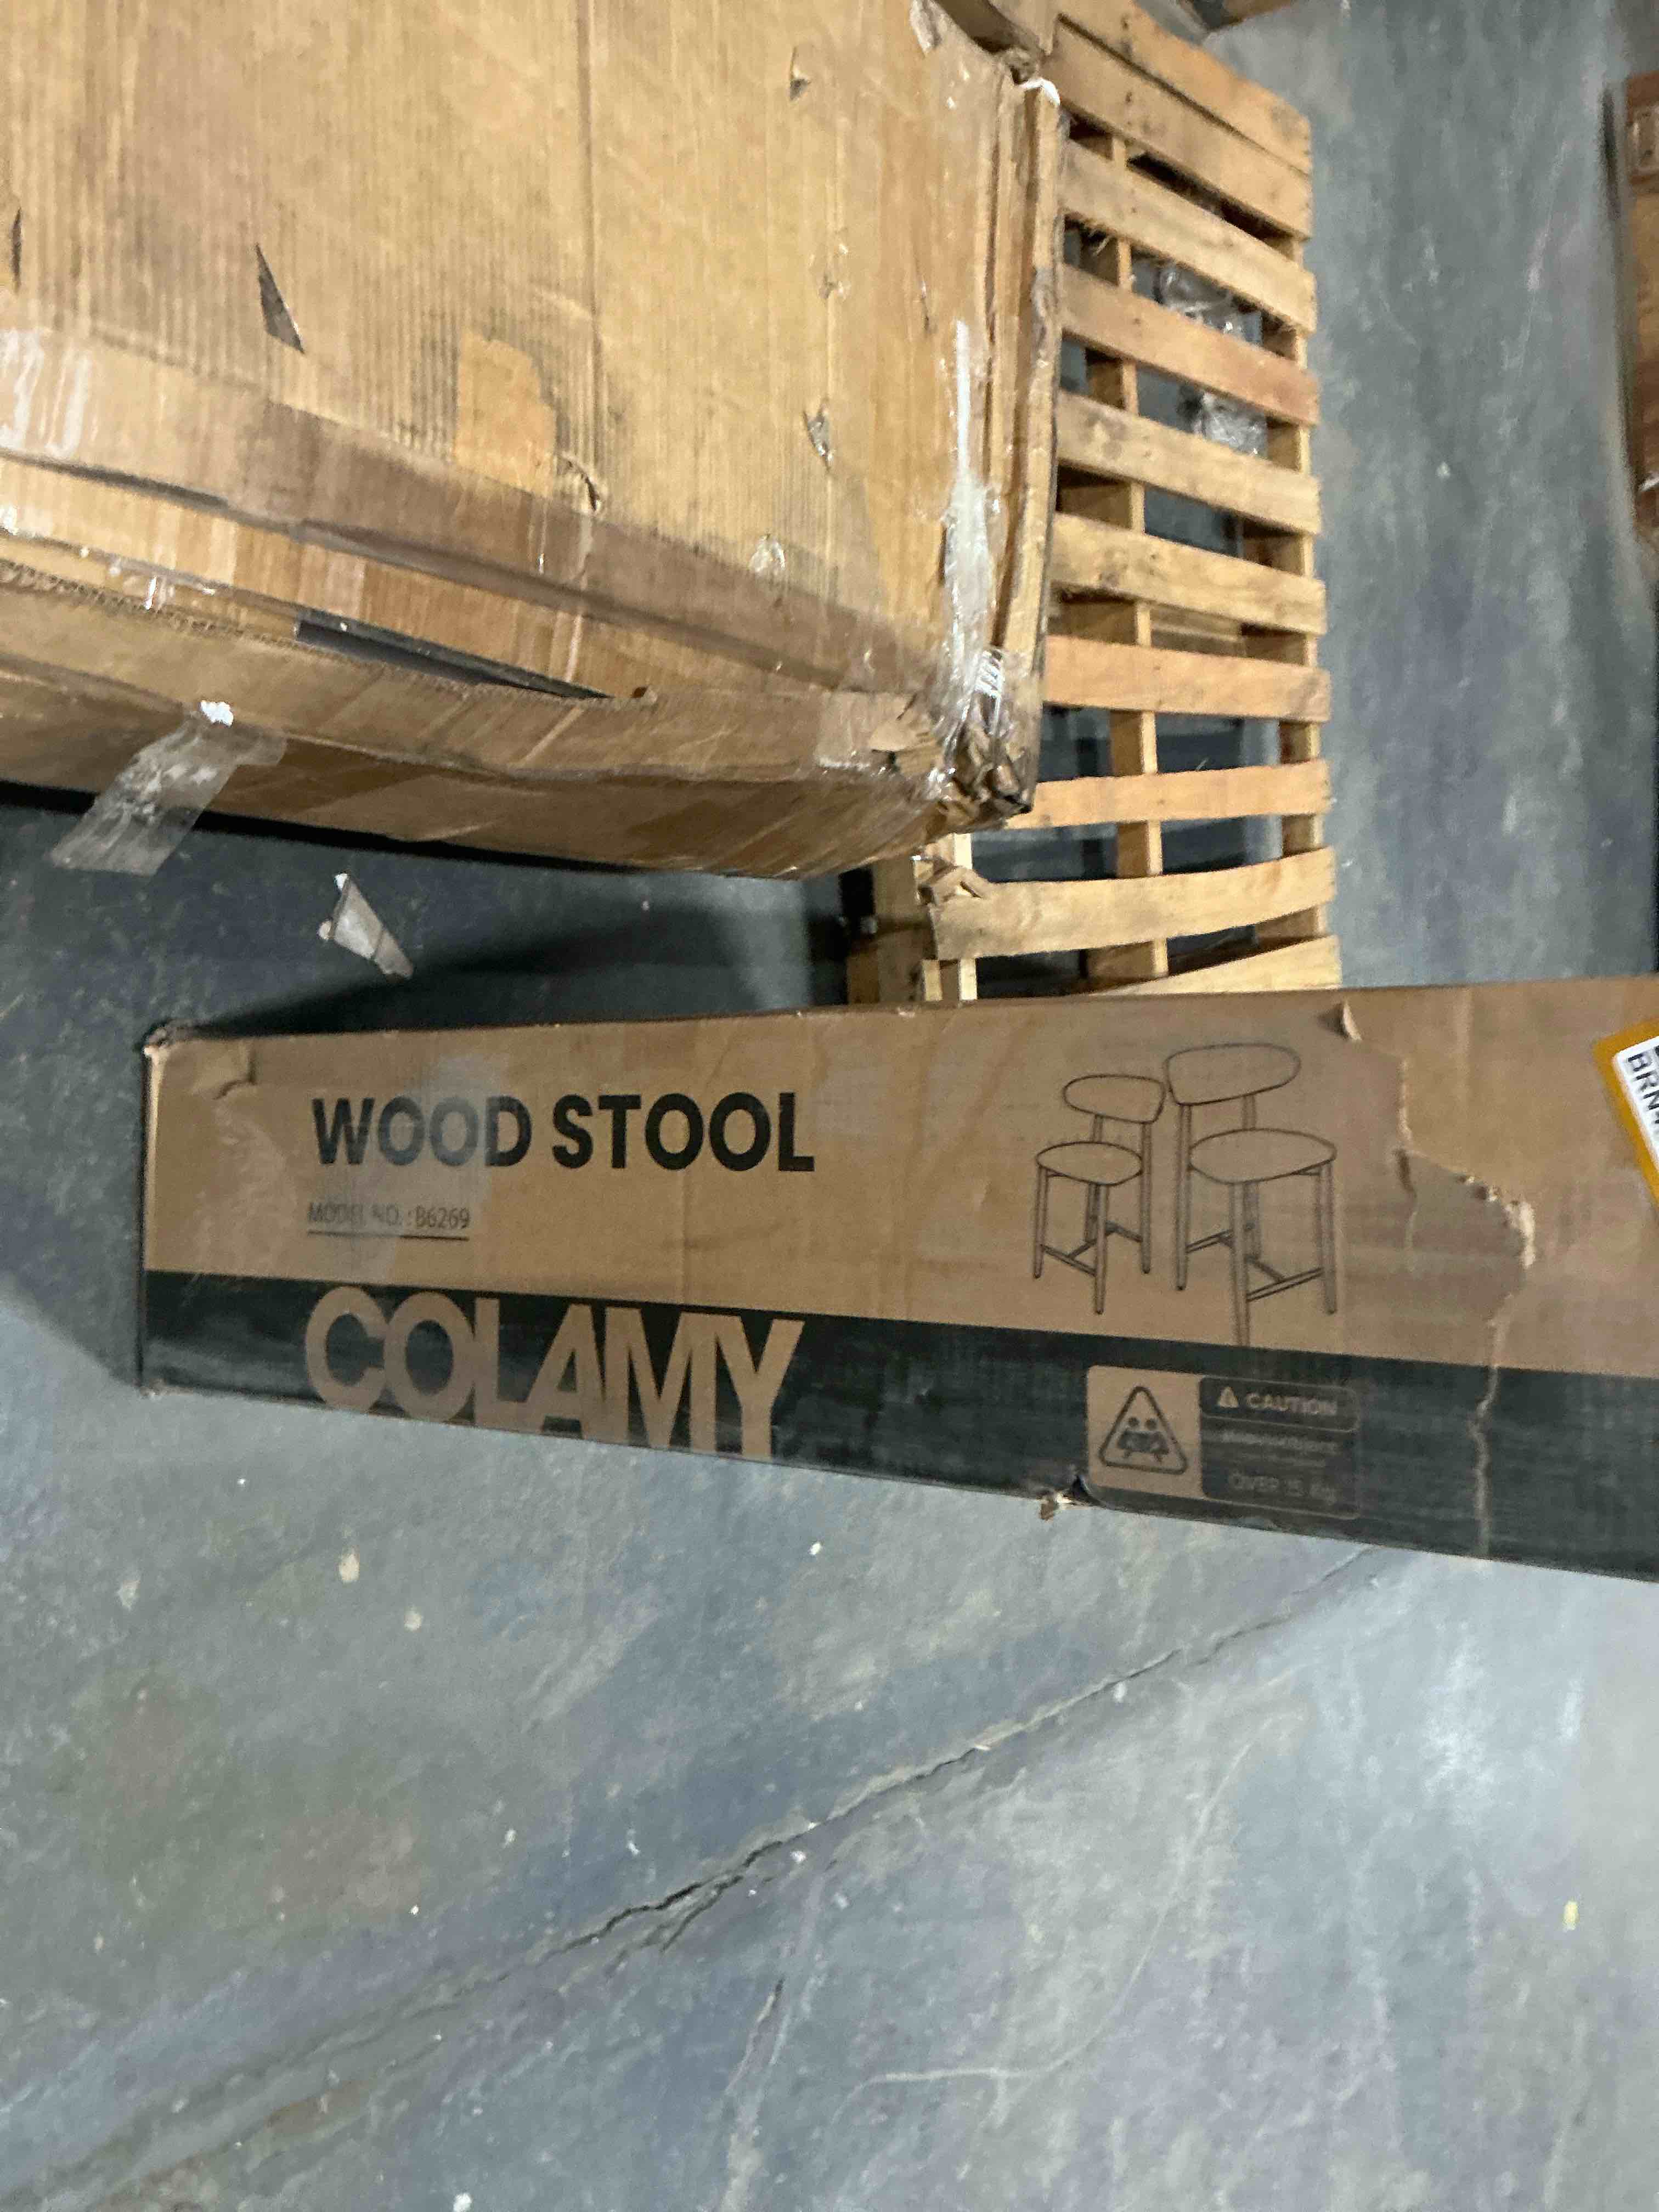 WOOD STOOL
MODEL NO. : B6269
COLAMY
CAUTION
OVER 15 Kg